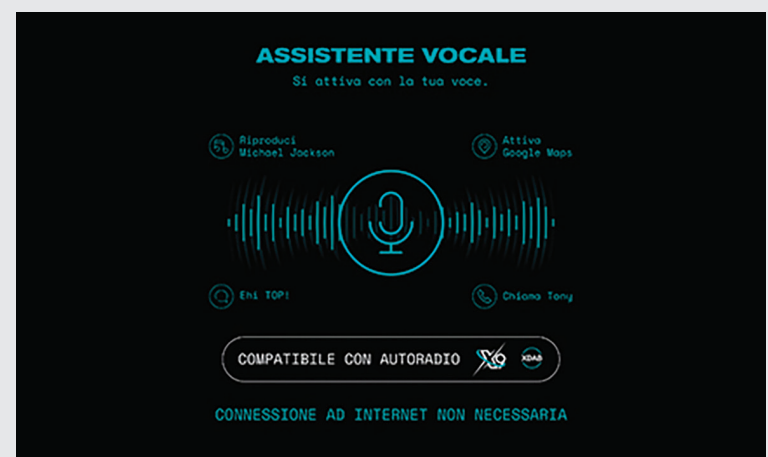 ASSISTENTE VOCALE
Si attiva con la tua voce.
Riproduci
Michael Jackson
Attiva
Google Maps
Ehi TOP!
Chiama Tony
COMPATIBILE CON AUTORADIO X9 XDAB
CONNESSIONE AD INTERNET NON NECESSARIA